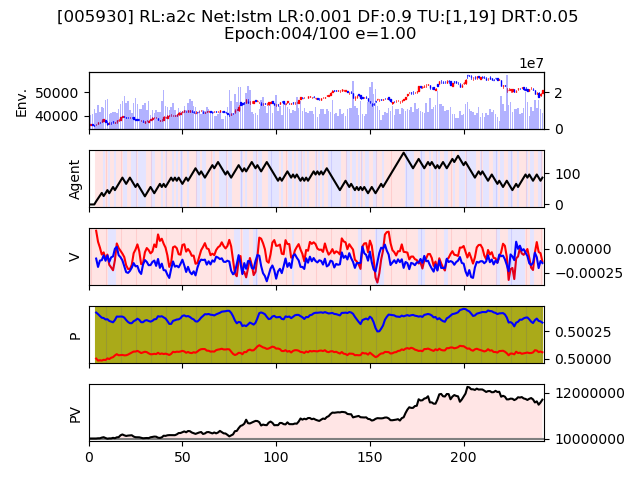 [005930] RL:a2c Net:lstm LR:0.001 DF:0.9 TU:[1,19] DRT:0.05
Epoch:004/100 e=1.00
1e7
Env.
50000
40000
2
0
Agent
100
0
V
0.00000
−0.00025
P
0.50025
0.50000
PV
12000000
10000000
0 50 100 150 200